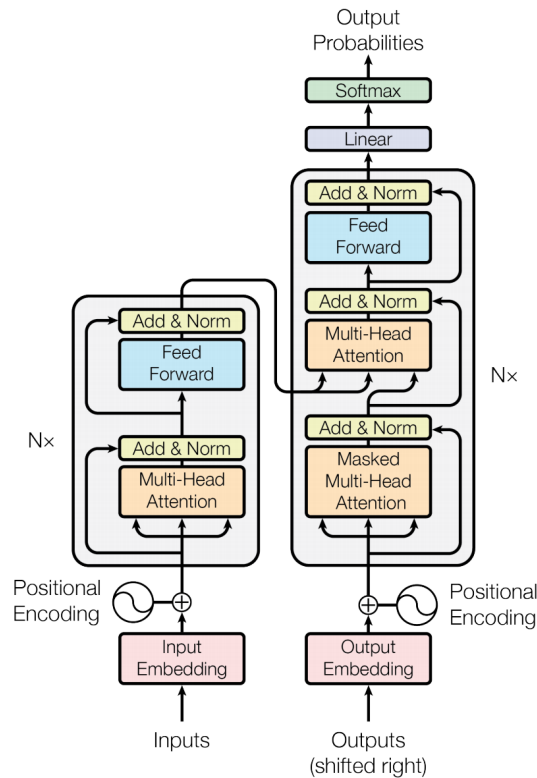 Output
Probabilities
Softmax
Linear
Add & Norm
Feed
Forward
Add & Norm
Multi-Head
Attention
Add & Norm
Masked
Multi-Head
Attention
N×
Add & Norm
Feed
Forward
Add & Norm
Multi-Head
Attention
N×
Positional
Encoding
Positional
Encoding
Input
Embedding
Output
Embedding
Inputs
Outputs
(shifted right)